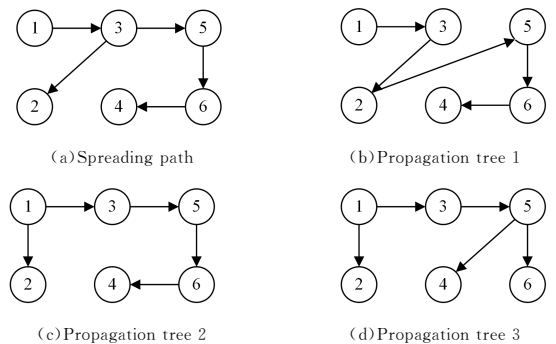 1 3 5 1 3 5
2 4 6 2 4 6
(a)Spreading path (b)Propagation tree 1
1 3 5 1 3 5
2 4 6 2 4 6
(c)Propagation tree 2 (d)Propagation tree 3